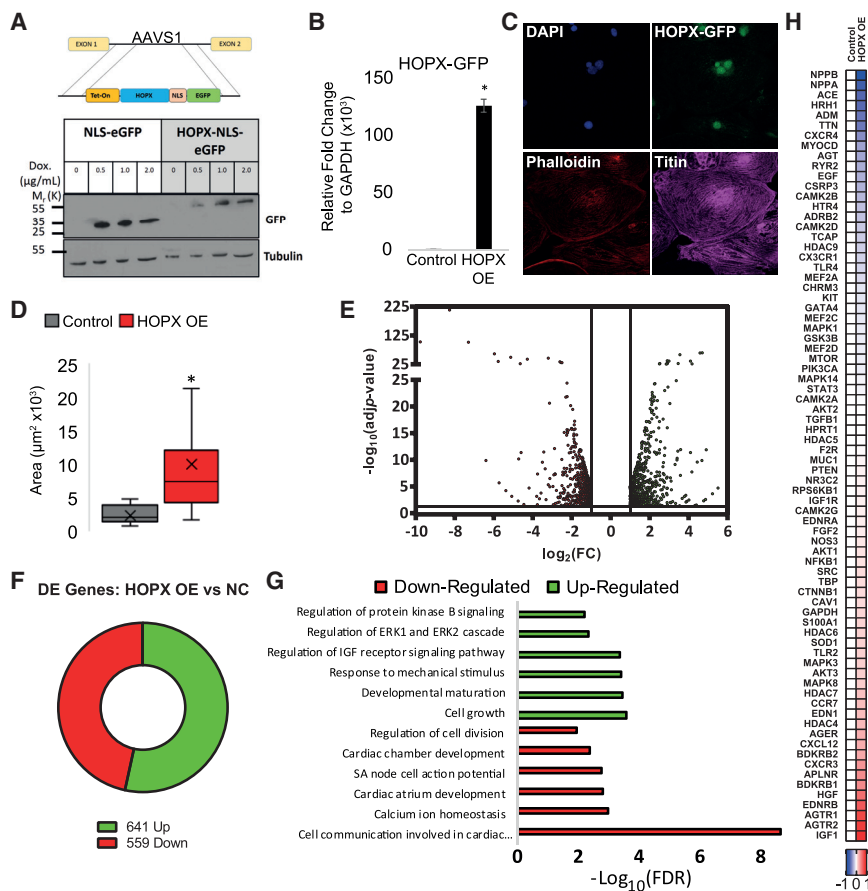 A
AAVS1
EXON 1
EXON 2
Tet-On
HOPX
NLS
EGFP
NLS-eGFP
HOPX-NLS-
eGFP
Dox.
(µg/mL)
0 0.5 1.0 2.0 0 0.5 1.0 2.0
Mr (K)
55
35
25
GFP
55
Tubulin
B
HOPX-GFP
Relative Fold Change
to GAPDH (x10³)
150
100
50
0
*
Control
HOPX
OE
C
DAPI
HOPX-GFP
Phalloidin
Titin
D
Control
HOPX OE
Area (µm² x10³)
25
20
15
10
5
0
*
E
-log10(adjp-value)
225
125
25
25
20
15
10
5
0
-10 -8 -6 -4 -2 0 2 4 6
log2(FC)
F
DE Genes: HOPX OE vs NC
641 Up
559 Down
G
Down-Regulated
Up-Regulated
Regulation of protein kinase B signaling
Regulation of ERK1 and ERK2 cascade
Regulation of IGF receptor signaling pathway
Response to mechanical stimulus
Developmental maturation
Cell growth
Regulation of cell division
Cardiac chamber development
SA node cell action potential
Cardiac atrium development
Calcium ion homeostasis
Cell communication involved in cardiac...
0 2 4 6 8
-Log10(FDR)
H
Control
HOPX OE
NPPB
NPPA
ACE
HRH1
ADM
TTN
CXCR4
MYOCD
AGT
RYR2
EGF
CSRP3
CAMK2B
HTR4
ADRB2
CAMK2D
TCAP
HDAC9
CX3CR1
TLR4
MEF2A
CHRM3
KIT
GATA4
MEF2C
MAPK1
GSK3B
MEF2D
MTOR
PIK3CA
MAPK14
STAT3
CAMK2A
AKT2
TGFB1
HPRT1
HDAC5
F2R
MUC1
PTEN
NR3C2
RPS6KB1
IGF1R
CAMK2G
EDNRA
FGF2
NOS3
AKT1
NFKB1
SRC
TBP
CTNNB1
CAV1
GAPDH
S100A1
HDAC6
SOD1
TLR2
MAPK3
AKT3
MAPK8
HDAC7
CCR7
EDN1
HDAC4
AGER
CXCL12
BDKRB2
CXCR3
APLNR
BDKRB1
HGF
EDNRB
AGTR1
AGTR2
IGF1
-1 0 1